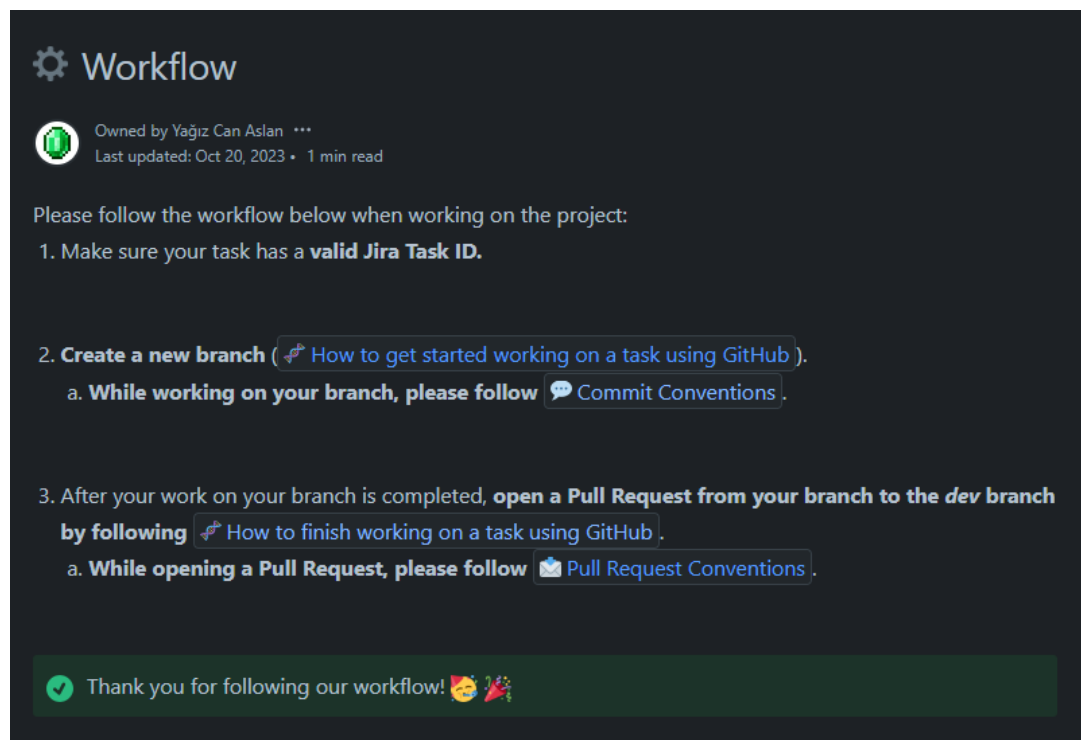 Workflow
Owned by Yağız Can Aslan •••
Last updated: Oct 20, 2023 • 1 min read
Please follow the workflow below when working on the project:
1. Make sure your task has a valid Jira Task ID.
2. Create a new branch ( How to get started working on a task using GitHub ).
a. While working on your branch, please follow Commit Conventions .
3. After your work on your branch is completed, open a Pull Request from your branch to the dev branch
by following How to finish working on a task using GitHub .
a. While opening a Pull Request, please follow Pull Request Conventions .
Thank you for following our workflow!